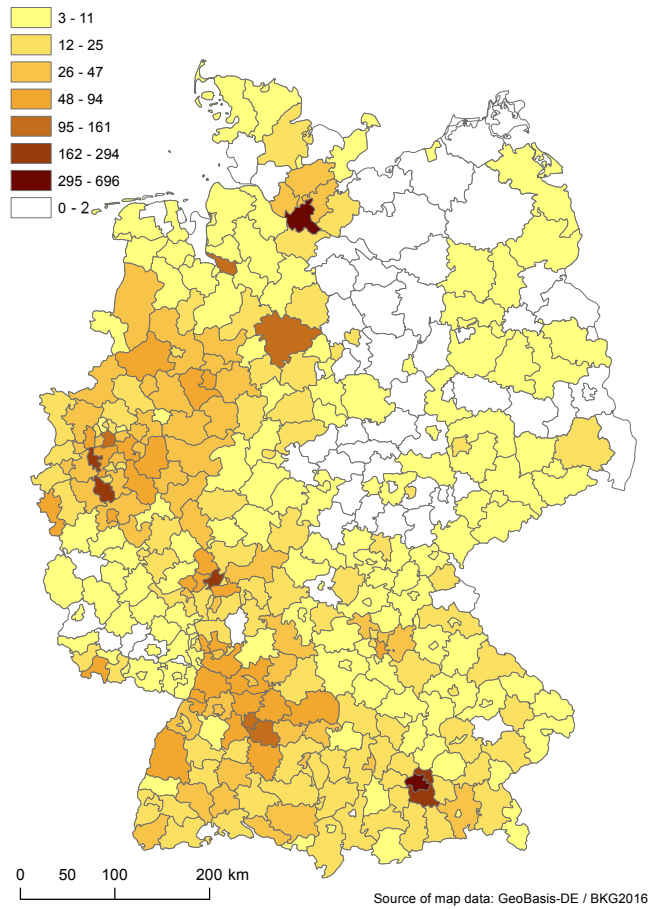 3 - 11
12 - 25
26 - 47
48 - 94
95 - 161
162 - 294
295 - 696
0 - 2
0 50 100 200 km
Source of map data: GeoBasis-DE / BKG2016